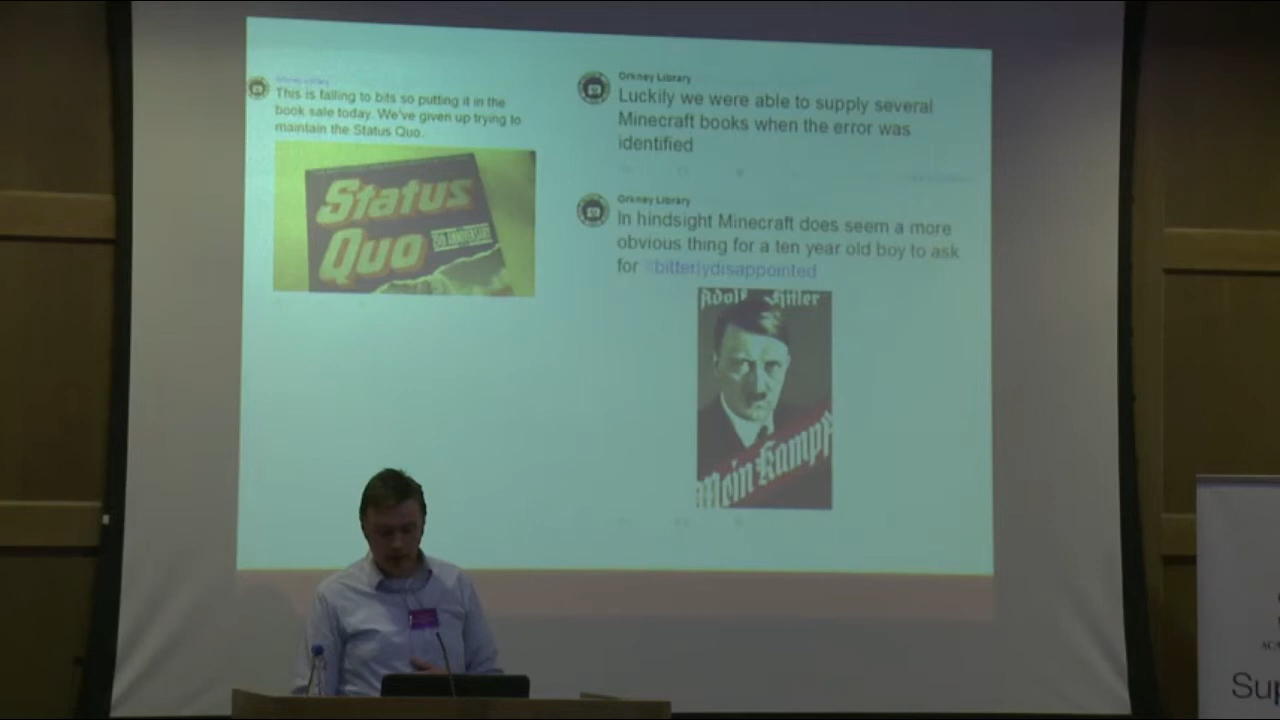 This is falling to bits so putting it in the
book sale today. We've given up trying to
maintain the Status Quo.
Status
Quo
ANNIVERSARY
Orkney Library
Luckily we were able to supply several
Minecraft books when the error was
identified
Orkney Library
In hindsight Minecraft does seem a more
obvious thing for a ten year old boy to ask
for #bitterlydisappointed
Adolf Hitler
Mein Kampf
Sup